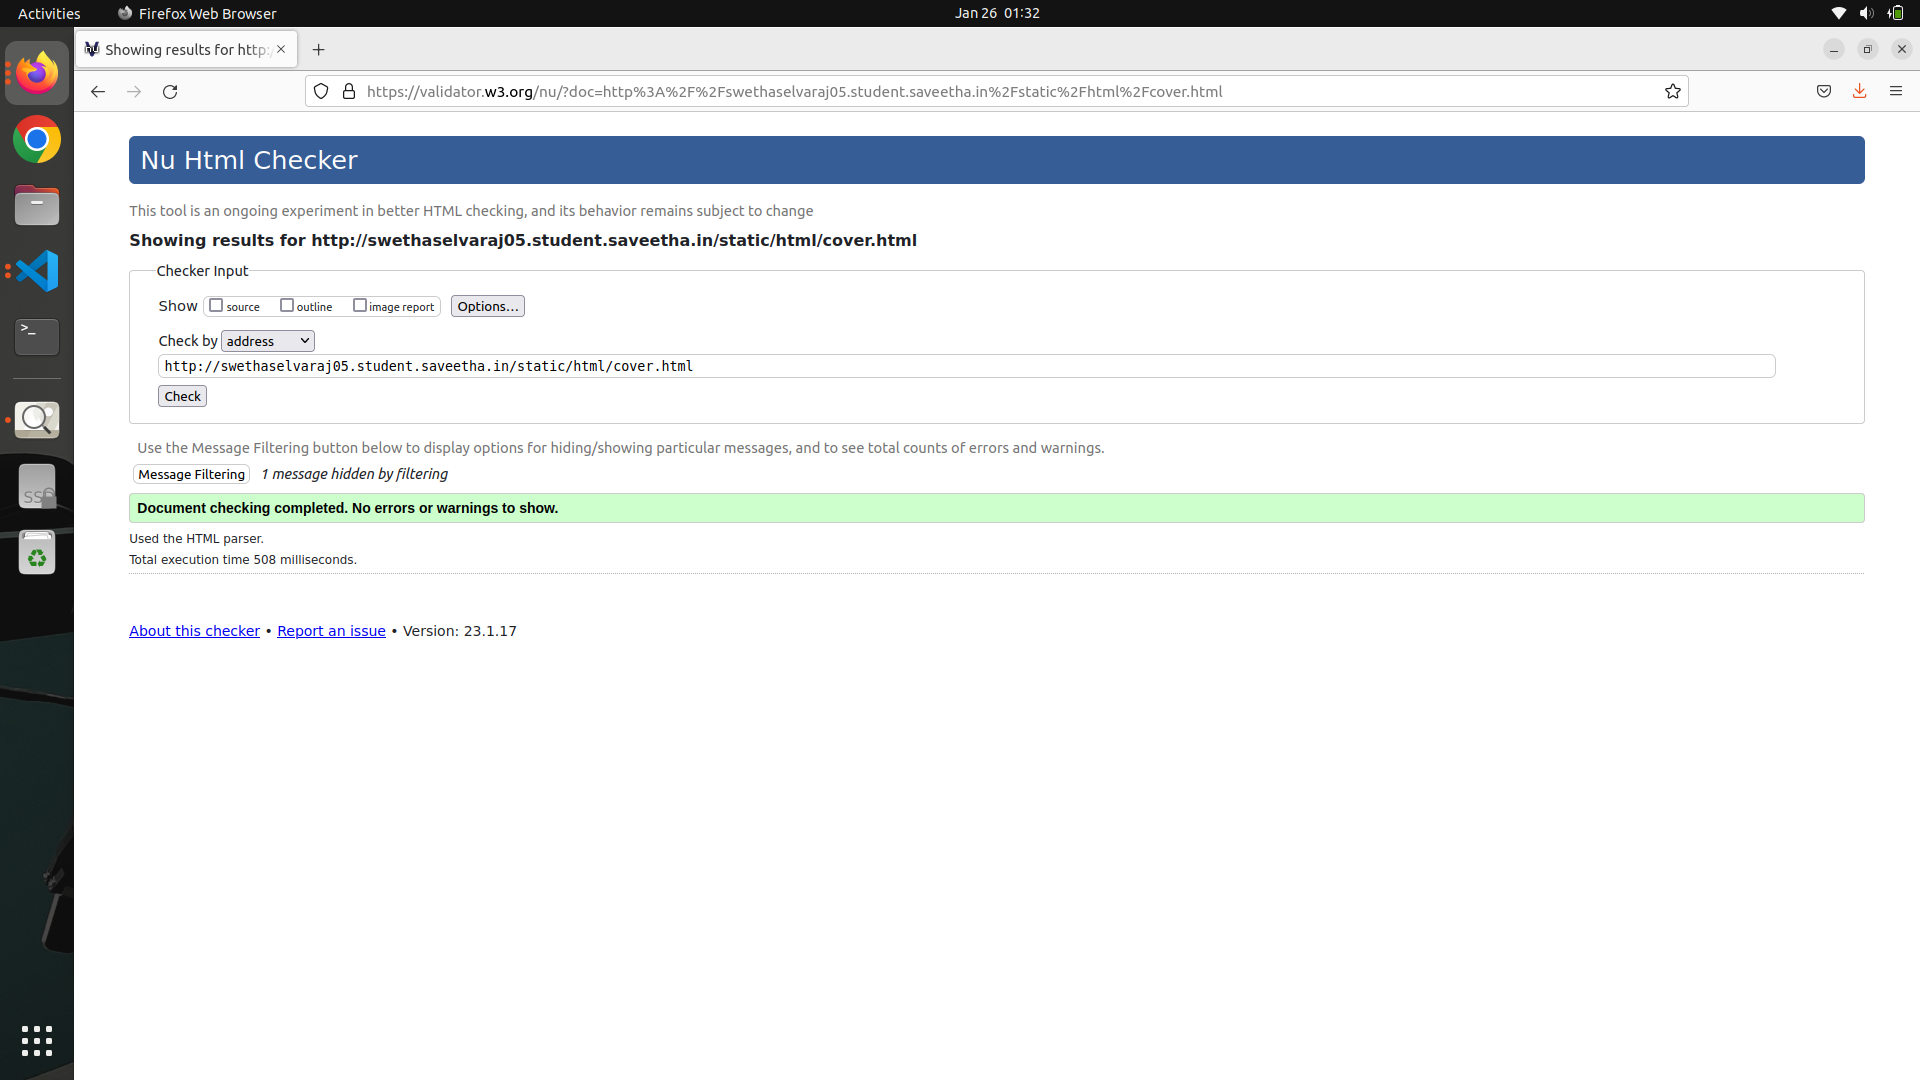 Activities Firefox Web Browser Jan 26 01:32
Showing results for http:/
https://validator.w3.org/nu/?doc=http%3A%2F%2Fswethaselvaraj05.student.saveetha.in%2Fstatic%2Fhtml%2Fcover.html
Nu Html Checker
This tool is an ongoing experiment in better HTML checking, and its behavior remains subject to change
Showing results for http://swethaselvaraj05.student.saveetha.in/static/html/cover.html
Checker Input
Show source outline image report Options...
Check by address
http://swethaselvaraj05.student.saveetha.in/static/html/cover.html
Check
Use the Message Filtering button below to display options for hiding/showing particular messages, and to see total counts of errors and warnings.
Message Filtering 1 message hidden by filtering
Document checking completed. No errors or warnings to show.
Used the HTML parser.
Total execution time 508 milliseconds.
About this checker • Report an issue • Version: 23.1.17